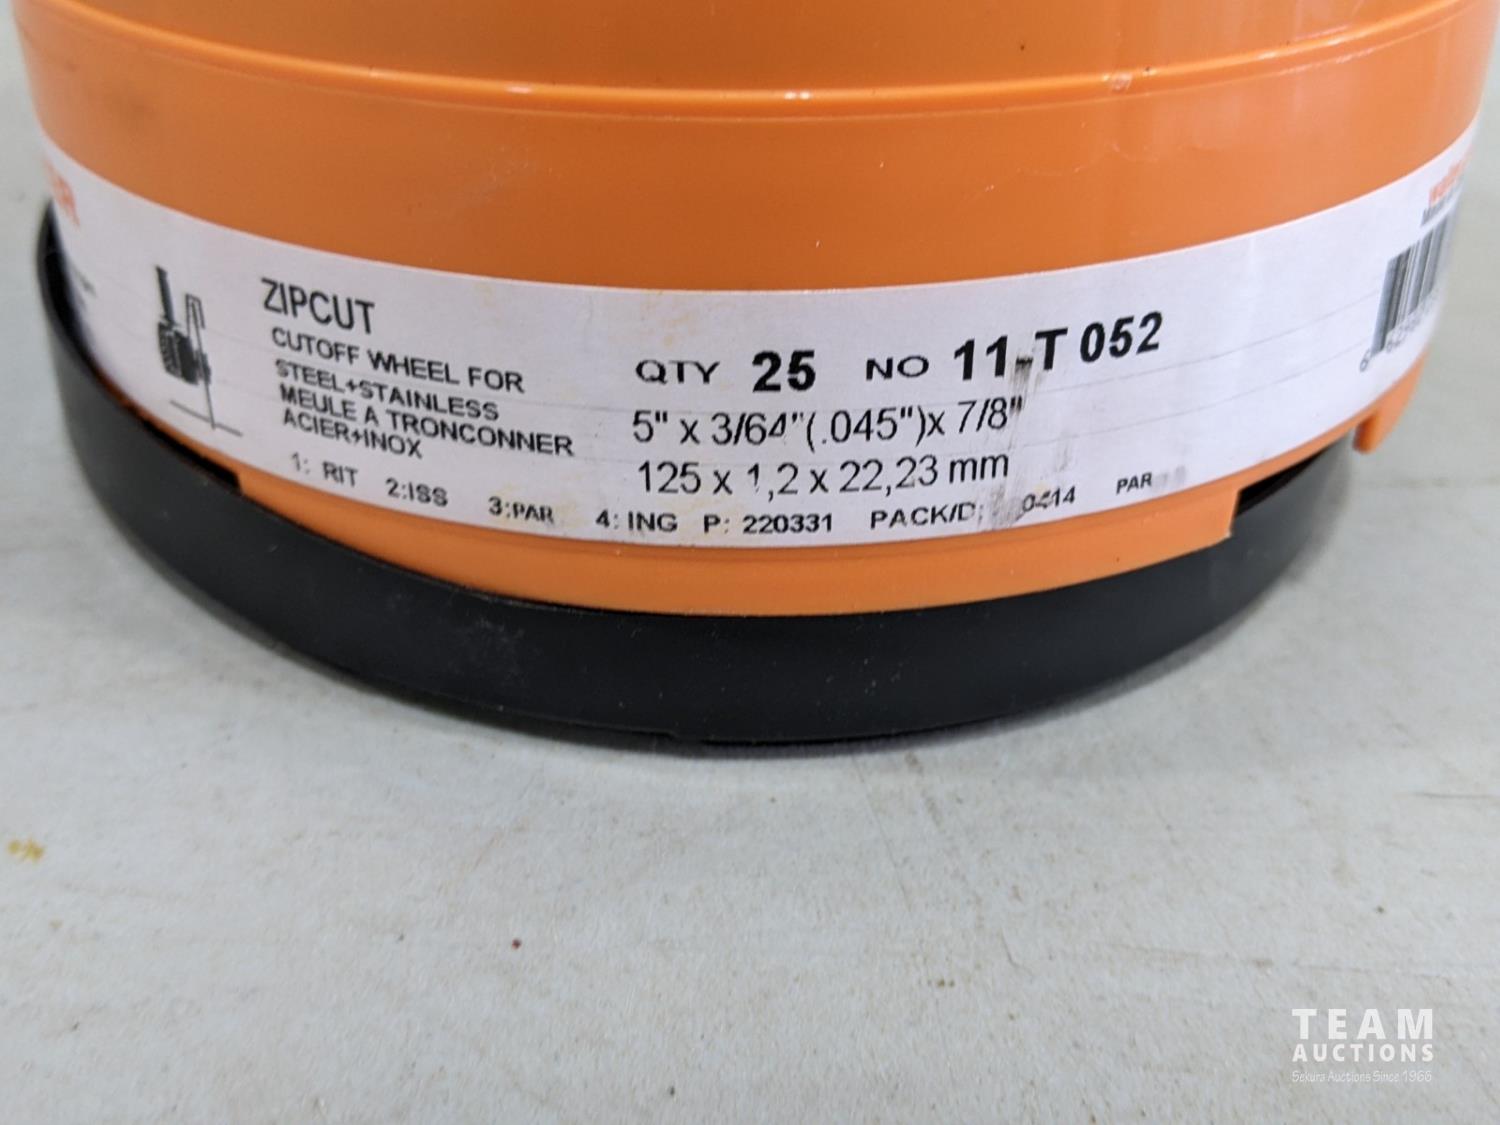 ZIPCUT
CUTOFF WHEEL FOR
STEEL+STAINLESS
MEULE A TRONCONNER
ACIER+INOX
QTY 25 NO 11-T 052
5" x 3/64"(.045")x 7/8"
125 x 1,2 x 22,23 mm
1: RIT 2:ISS 3:PAR 4: ING P: 220331 PACK/D: 0414 PAR
TEAM
AUCTIONS
Sekura Auctions Since 1966